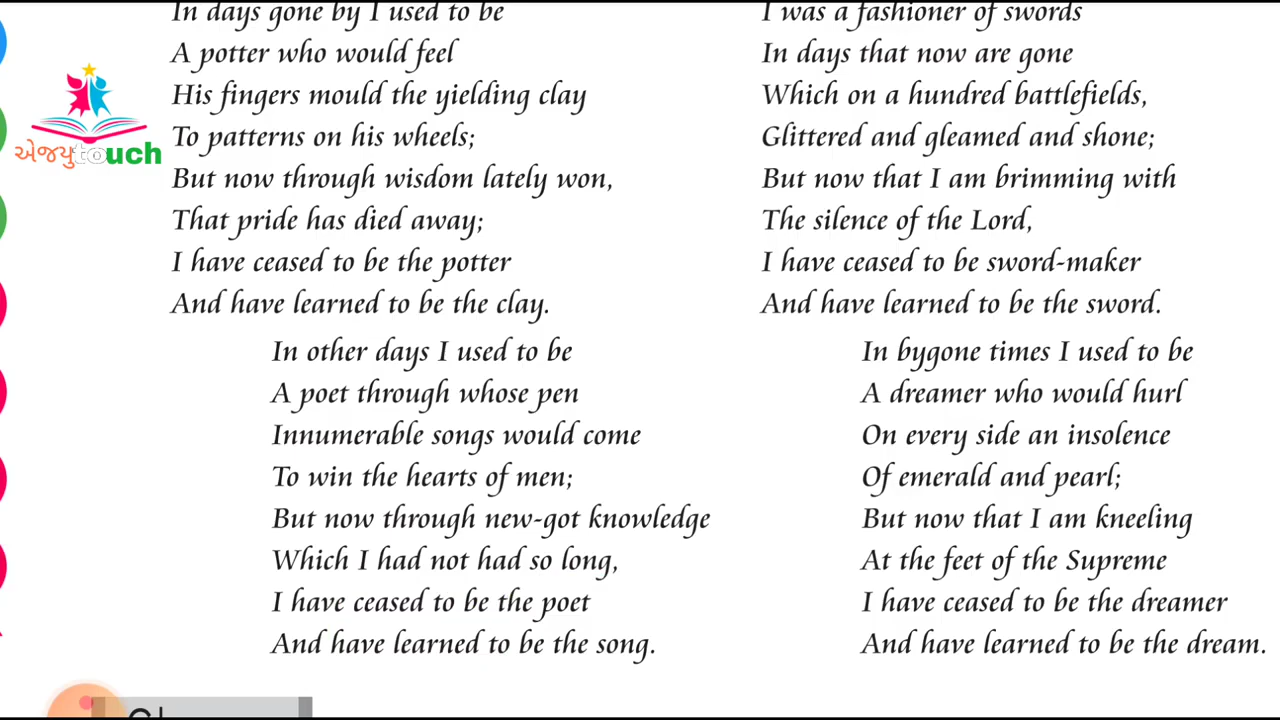 In days gone by I used to be
A potter who would feel
His fingers mould the yielding clay
To patterns on his wheels;
But now through wisdom lately won,
That pride has died away;
I have ceased to be the potter
And have learned to be the clay.
In other days I used to be
A poet through whose pen
Innumerable songs would come
To win the hearts of men;
But now through new-got knowledge
Which I had not had so long,
I have ceased to be the poet
And have learned to be the song.
I was a fashioner of swords
In days that now are gone
Which on a hundred battlefields,
Glittered and gleamed and shone;
But now that I am brimming with
The silence of the Lord,
I have ceased to be sword-maker
And have learned to be the sword.
In bygone times I used to be
A dreamer who would hurl
On every side an insolence
Of emerald and pearl;
But now that I am kneeling
At the feet of the Supreme
I have ceased to be the dreamer
And have learned to be the dream.
એજ્યુtouch